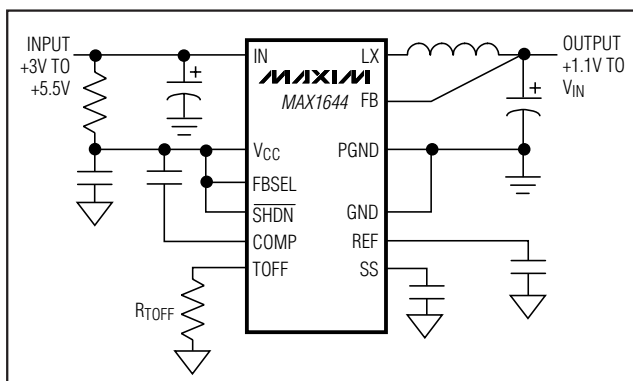 INPUT
+3V TO
+5.5V
IN
LX
OUTPUT
+1.1V TO
VIN
MAXIM
MAX1644
FB
VCC
PGND
FBSEL
SHDN
GND
COMP
REF
TOFF
SS
RTOFF
+
+